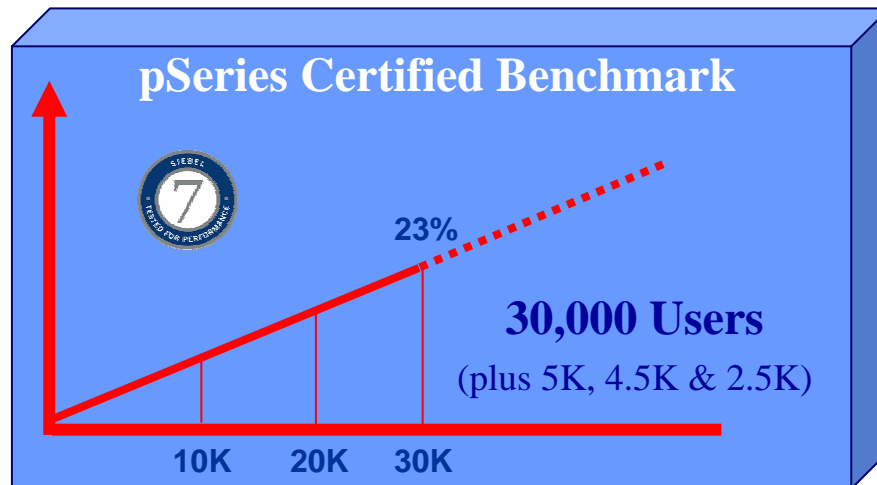 pSeries Certified Benchmark
SIEBEL
7
TESTED FOR PERFORMANCE
23%
30,000 Users
(plus 5K, 4.5K & 2.5K)
10K 20K 30K